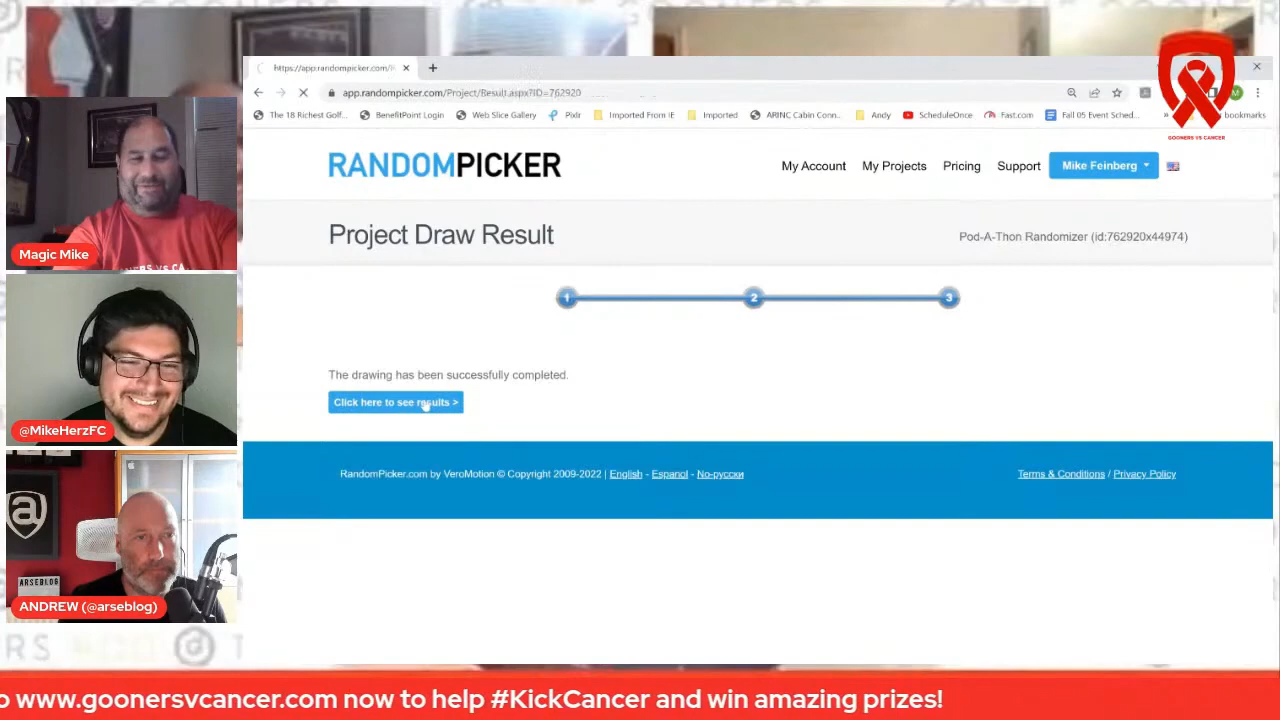 https://app.randompicker.com/
app.randompicker.com/Project/Result.aspx?ID=762920
The 18 Richest Golf...
BenefitPoint Login
Web Slice Gallery
Pixlr
Imported From IE
Imported
ARINC Cabin Conn...
Andy
ScheduleOnce
Fast.com
Fall 05 Event Sched...
»
bookmarks
GOONERS VS CANCER
RANDOMPICKER
My Account
My Projects
Pricing
Support
Mike Feinberg
Project Draw Result
Pod-A-Thon Randomizer (id:762920x44974)
1
2
3
The drawing has been successfully completed.
Click here to see results >
RandomPicker.com by VeroMotion © Copyright 2009-2022 | English - Espanol - No-русски
Terms & Conditions / Privacy Policy
Magic Mike
@MikeHerzFC
ARSEBLOG
ANDREW (@arseblog)
o www.goonersvcancer.com now to help #KickCancer and win amazing prizes!